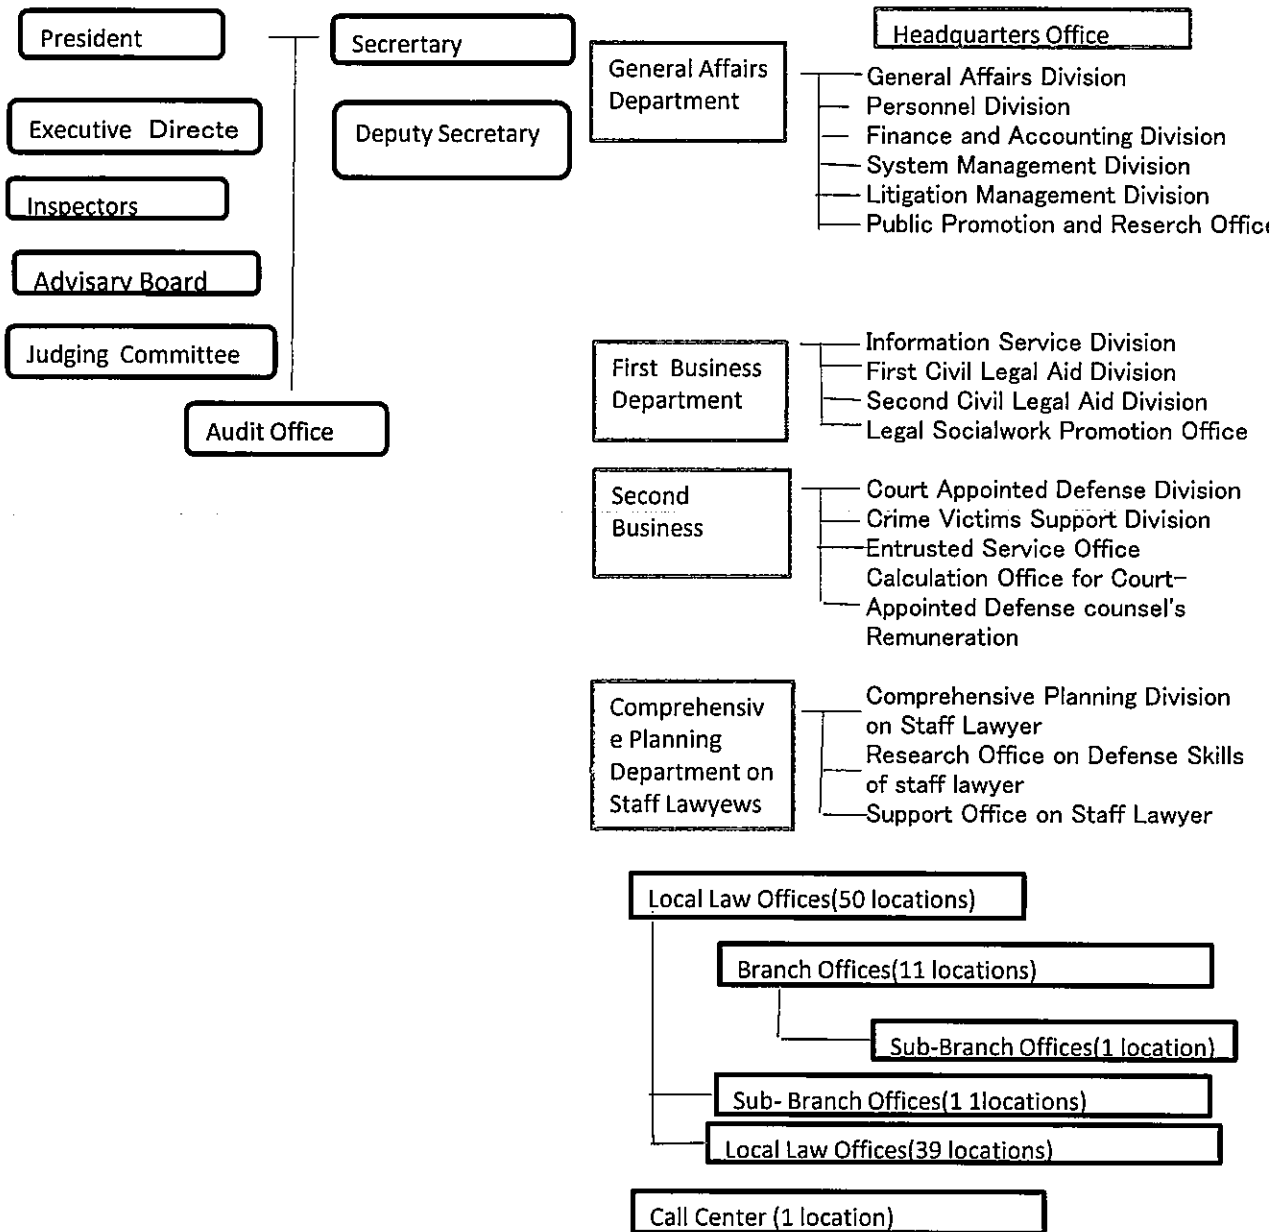 President
Secrertary
Executive Directe
Deputy Secretary
Inspectors
Advisary Board
Judging Committee
Audit Office
Headquarters Office
General Affairs
Department
General Affairs Division
Personnel Division
Finance and Accounting Division
System Management Division
Litigation Management Division
Public Promotion and Reserch Office
First Business
Department
Information Service Division
First Civil Legal Aid Division
Second Civil Legal Aid Division
Legal Socialwork Promotion Office
Second
Business
Court Appointed Defense Division
Crime Victims Support Division
Entrusted Service Office
Calculation Office for Court-
Appointed Defense counsel's
Remuneration
Comprehensiv
e Planning
Department on
Staff Lawyews
Comprehensive Planning Division
on Staff Lawyer
Research Office on Defense Skills
of staff lawyer
Support Office on Staff Lawyer
Local Law Offices(50 locations)
Branch Offices(11 locations)
Sub-Branch Offices(1 location)
Sub- Branch Offices(1 1locations)
Local Law Offices(39 locations)
Call Center (1 location)